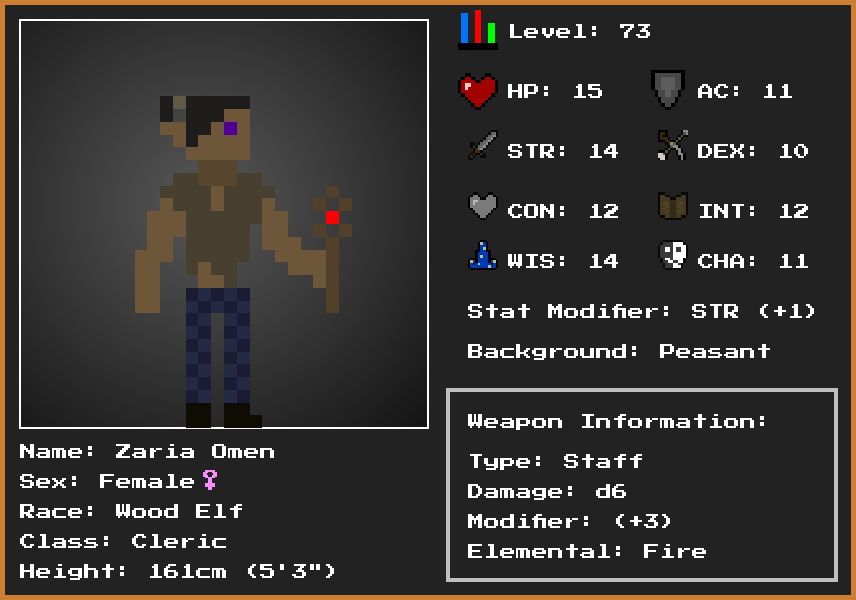 Level: 73
HP: 15 AC: 11
STR: 14 DEX: 10
CON: 12 INT: 12
WIS: 14 CHA: 11
Stat Modifier: STR (+1)
Background: Peasant
Weapon Information:
Type: Staff
Damage: d6
Modifier: (+3)
Elemental: Fire
Name: Zaria Omen
Sex: Female♀
Race: Wood Elf
Class: Cleric
Height: 161cm (5'3")